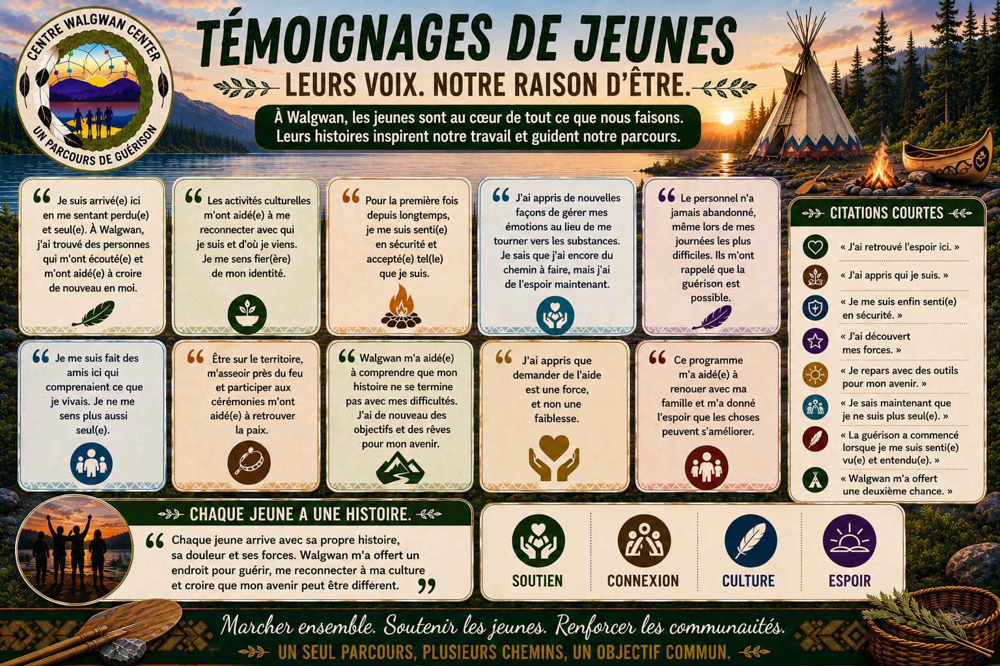 CENTRE WALGWAN CENTER
UN PARCOURS DE GUÉRISON
TÉMOIGNAGES DE JEUNES
LEURS VOIX. NOTRE RAISON D'ÊTRE.
À Walgwan, les jeunes sont au cœur de tout ce que nous faisons.
Leurs histoires inspirent notre travail et guident notre parcours.
“ Je suis arrivé(e) ici
en me sentant perdu(e)
et seul(e). À Walgwan,
j'ai trouvé des personnes
qui m'ont écouté(e) et
m'ont aidé(e) à croire
de nouveau en moi.
“ Les activités culturelles
m'ont aidé(e) à me
reconnecter avec qui
je suis et d'où je viens.
Je me sens fier(ère)
de mon identité.
“ Pour la première fois
depuis longtemps,
je me suis senti(e)
en sécurité et
accepté(e) tel(le)
que je suis.
“ J'ai appris de nouvelles
façons de gérer mes
émotions au lieu de me
tourner vers les substances.
Je sais que j'ai encore du
chemin à faire, mais j'ai
de l'espoir maintenant.
“ Le personnel n'a
jamais abandonné,
même lors de mes
journées les plus
difficiles. Ils m'ont
rappelé que la
guérison est
possible.
“ Je me suis fait des
amis ici qui
comprenaient ce que
je vivais. Je ne me
sens plus aussi
seul(e).
“ Être sur le territoire,
m'asseoir près du feu
et participer aux
cérémonies m'ont
aidé(e) à retrouver
la paix.
“ Walgwan m'a aidé(e)
à comprendre que mon
histoire ne se termine
pas avec mes difficultés.
J'ai de nouveau des
objectifs et des rêves
pour mon avenir.
“ J'ai appris que
demander de l'aide
est une force,
et non une
faiblesse.
“ Ce programme
m'a aidé(e) à
renouer avec ma
famille et m'a donné
l'espoir que les choses
peuvent s'améliorer.
CITATIONS COURTES
« J'ai retrouvé l'espoir ici. »
« J'ai appris qui je suis. »
« Je me suis enfin senti(e)
en sécurité. »
« J'ai découvert
mes forces. »
« Je repars avec des outils
pour mon avenir. »
« Je sais maintenant que
je ne suis plus seul(e). »
« La guérison a commencé
lorsque je me suis senti(e)
vu(e) et entendu(e). »
« Walgwan m'a offert
une deuxième chance. »
CHAQUE JEUNE A UNE HISTOIRE.
“ Chaque jeune arrive avec sa propre histoire,
sa douleur et ses forces. Walgwan m'a offert un
endroit pour guérir, me reconnecter à ma culture
et croire que mon avenir peut être différent. ”
SOUTIEN
CONNEXION
CULTURE
ESPOIR
Marcher ensemble. Soutenir les jeunes. Renforcer les communautés.
UN SEUL PARCOURS, PLUSIEURS CHEMINS, UN OBJECTIF COMMUN.